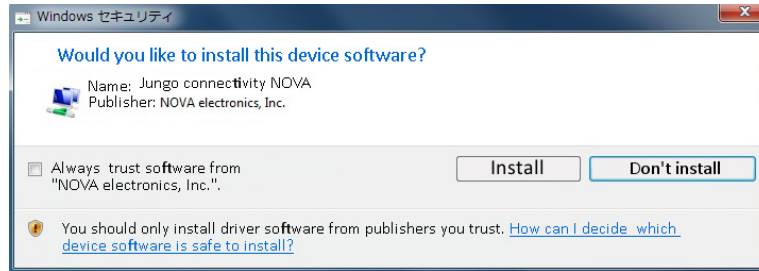 Windows セキュリティ
Would you like to install this device software?
Name: Jungo connectivity NOVA
Publisher: NOVA electronics, Inc.
Always trust software from
"NOVA electronics, Inc.".
Install
Don't install
You should only install driver software from publishers you trust. How can I decide which
device software is safe to install?